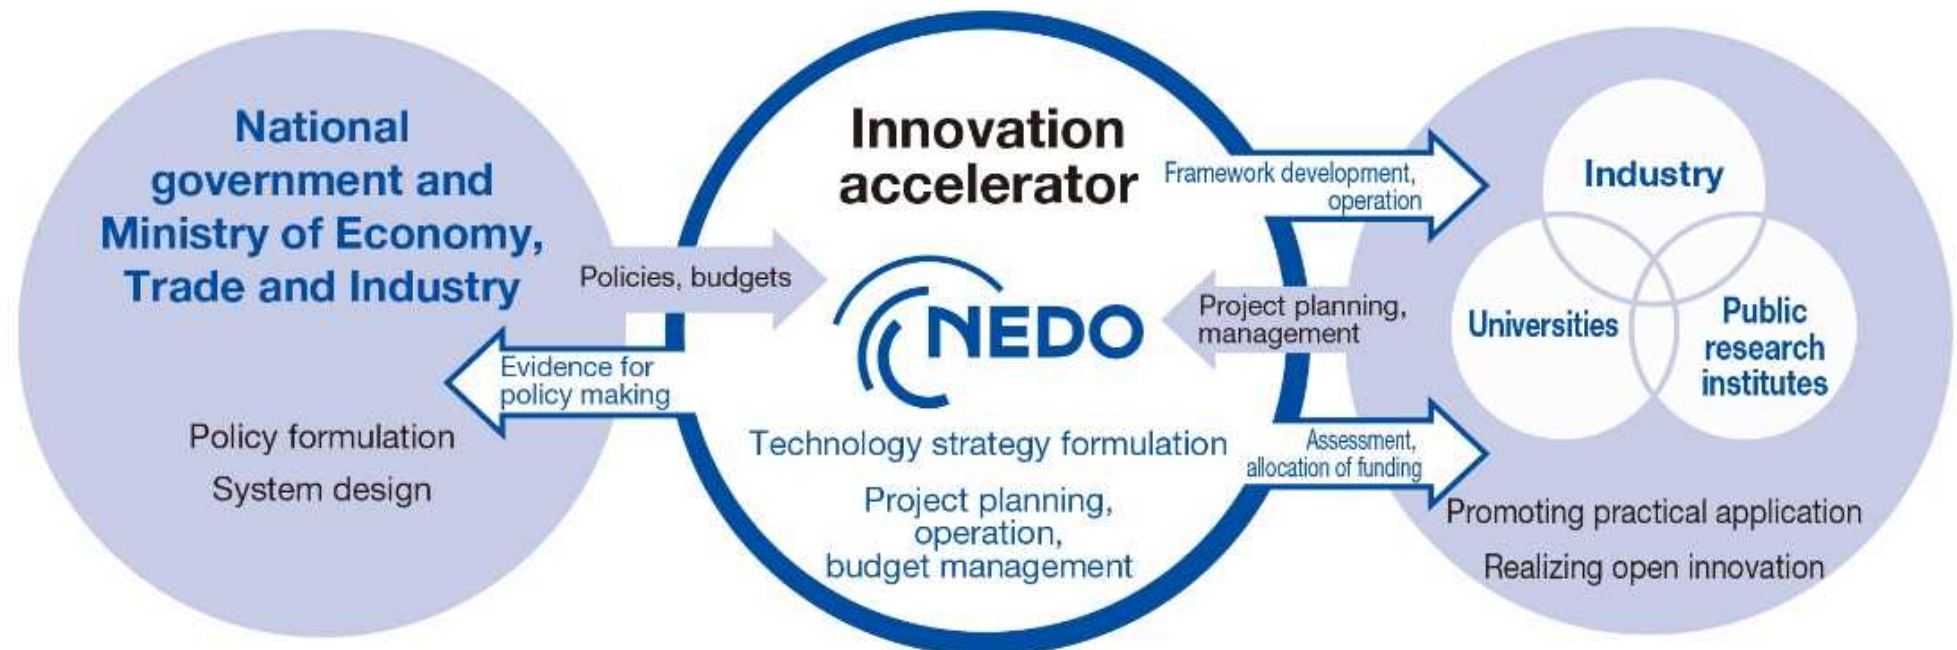 National
government and
Ministry of Economy,
Trade and Industry
Policy formulation
System design
Policies, budgets
Evidence for
policy making
Innovation
accelerator
NEDO
Technology strategy formulation
Project planning,
operation,
budget management
Framework development,
operation
Project planning,
management
Assessment,
allocation of funding
Industry
Universities
Public
research
institutes
Promoting practical application
Realizing open innovation